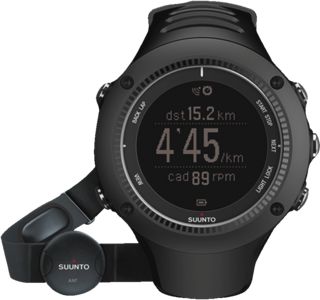 BACK LAP
START STOP
dst 15.2 km
4'45/km
NEXT
cad 89 rpm
VIEW
LIGHT LOCK
SUUNTO
SUUNTO
ANT